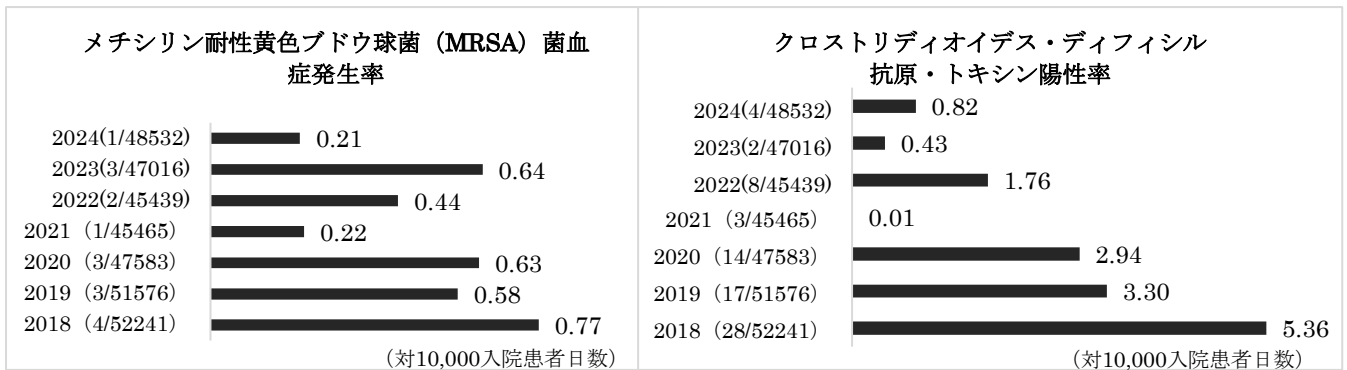 メチシリン耐性黄色ブドウ球菌（MRSA）菌血
症発生率
2024(1/48532) 0.21
2023(3/47016) 0.64
2022(2/45439) 0.44
2021（1/45465） 0.22
2020（3/47583） 0.63
2019（3/51576） 0.58
2018（4/52241） 0.77
（対10,000入院患者日数）
クロストリディオイデス・ディフィシル
抗原・トキシン陽性率
2024(4/48532) 0.82
2023(2/47016) 0.43
2022(8/45439) 1.76
2021（3/45465） 0.01
2020（14/47583） 2.94
2019（17/51576） 3.30
2018（28/52241） 5.36
（対10,000入院患者日数）